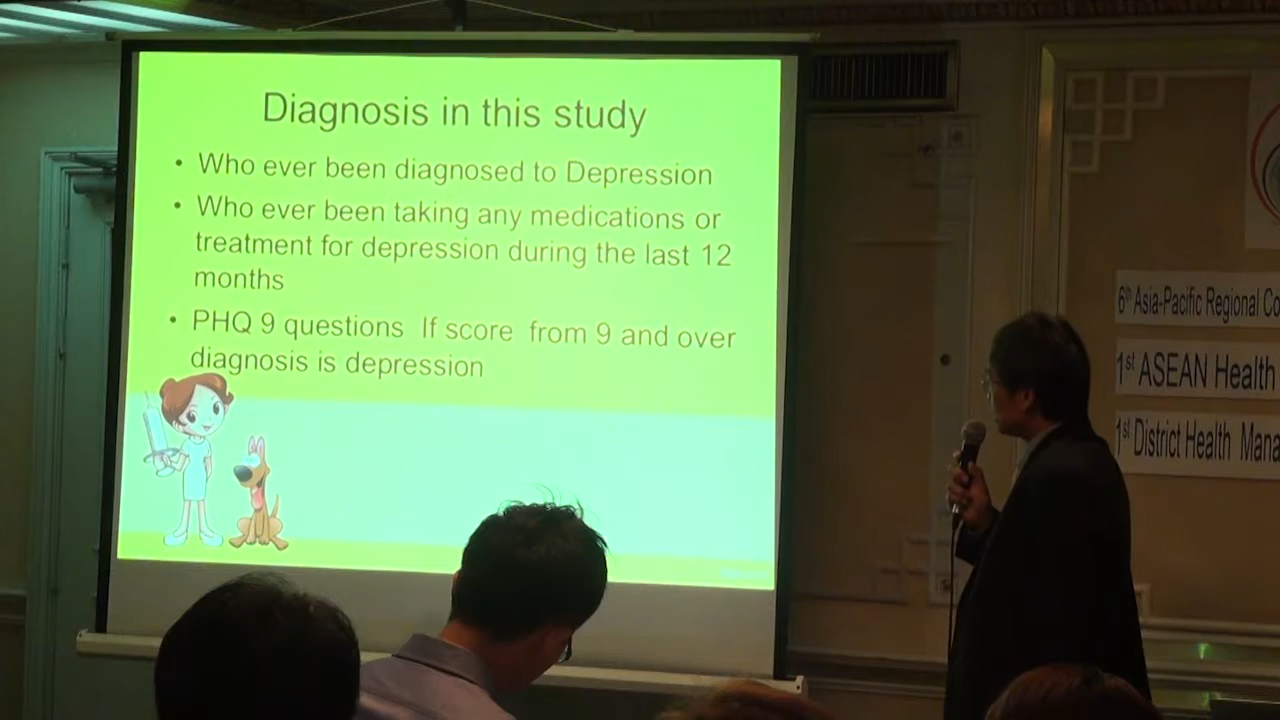 Diagnosis in this study
• Who ever been diagnosed to Depression
• Who ever been taking any medications or
treatment for depression during the last 12
months
• PHQ 9 questions If score from 9 and over
diagnosis is depression
6th Asia-Pacific Regional Co
1st ASEAN Health
1st District Health Mana